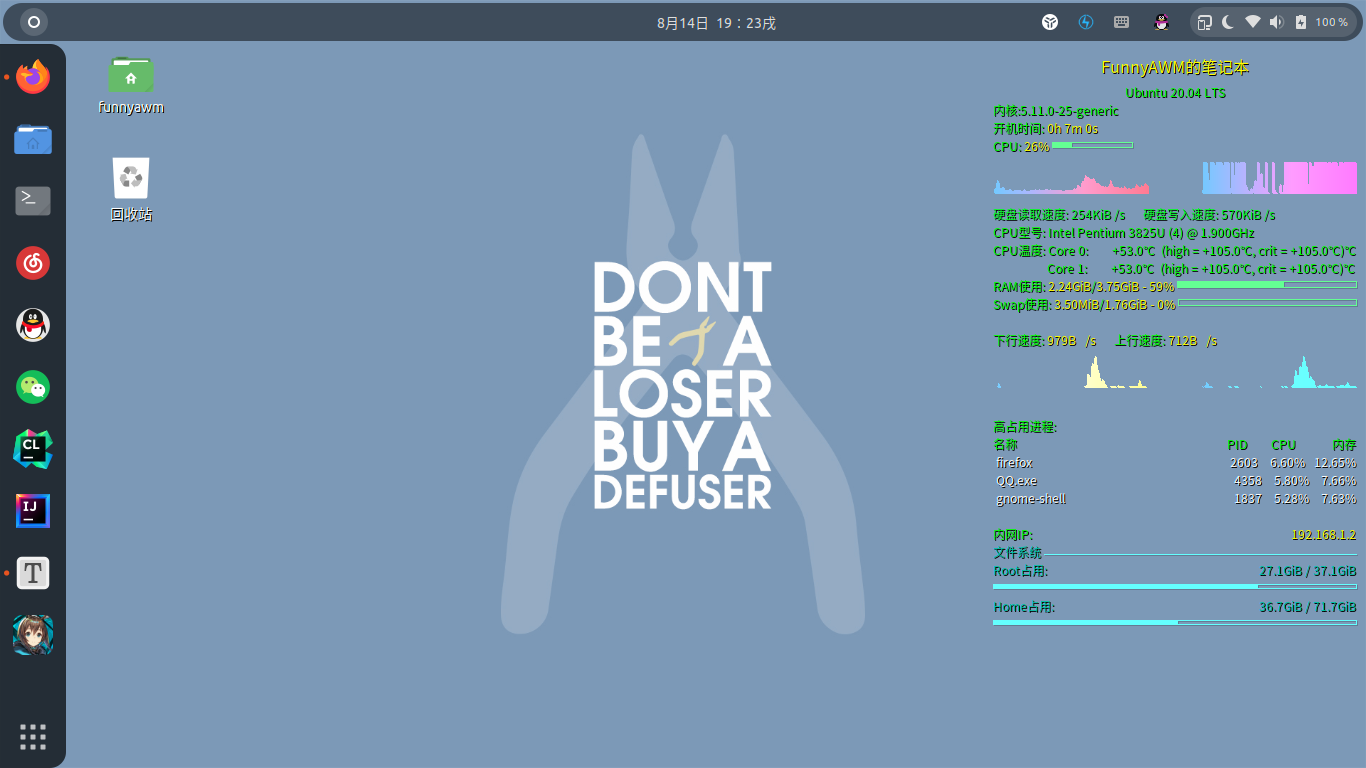 8月14日 19：23戌
100 %
funnyawm
回收站
DONT
BE A
LOSER
BUY A
DEFUSER
CL
IJ
T
FunnyAWM的笔记本
Ubuntu 20.04 LTS
内核:5.11.0-25-generic
开机时间: 0h 7m 0s
CPU: 26%
硬盘读取速度: 254KiB /s 硬盘写入速度: 570KiB /s
CPU型号: Intel Pentium 3825U (4) @ 1.900GHz
CPU温度: Core 0: +53.0°C (high = +105.0°C, crit = +105.0°C)°C
Core 1: +53.0°C (high = +105.0°C, crit = +105.0°C)°C
RAM使用: 2.24GiB/3.75GiB - 59%
Swap使用: 3.50MiB/1.76GiB - 0%
下行速度: 979B /s 上行速度: 712B /s
高占用进程:
名称 PID CPU 内存
firefox 2603 6.60% 12.65%
QQ.exe 4358 5.80% 7.66%
gnome-shell 1837 5.28% 7.63%
内网IP: 192.168.1.2
文件系统
Root占用: 27.1GiB / 37.1GiB
Home占用: 36.7GiB / 71.7GiB